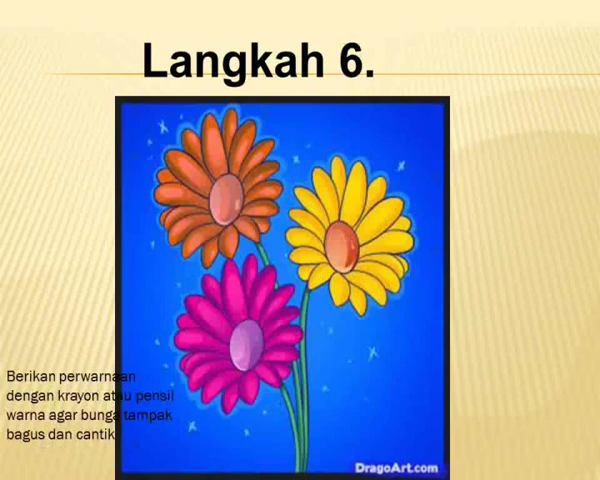 Langkah 6.
Berikan perwarnaan
dengan krayon atau pensil
warna agar bunga tampak
bagus dan cantik
DragoArt.com